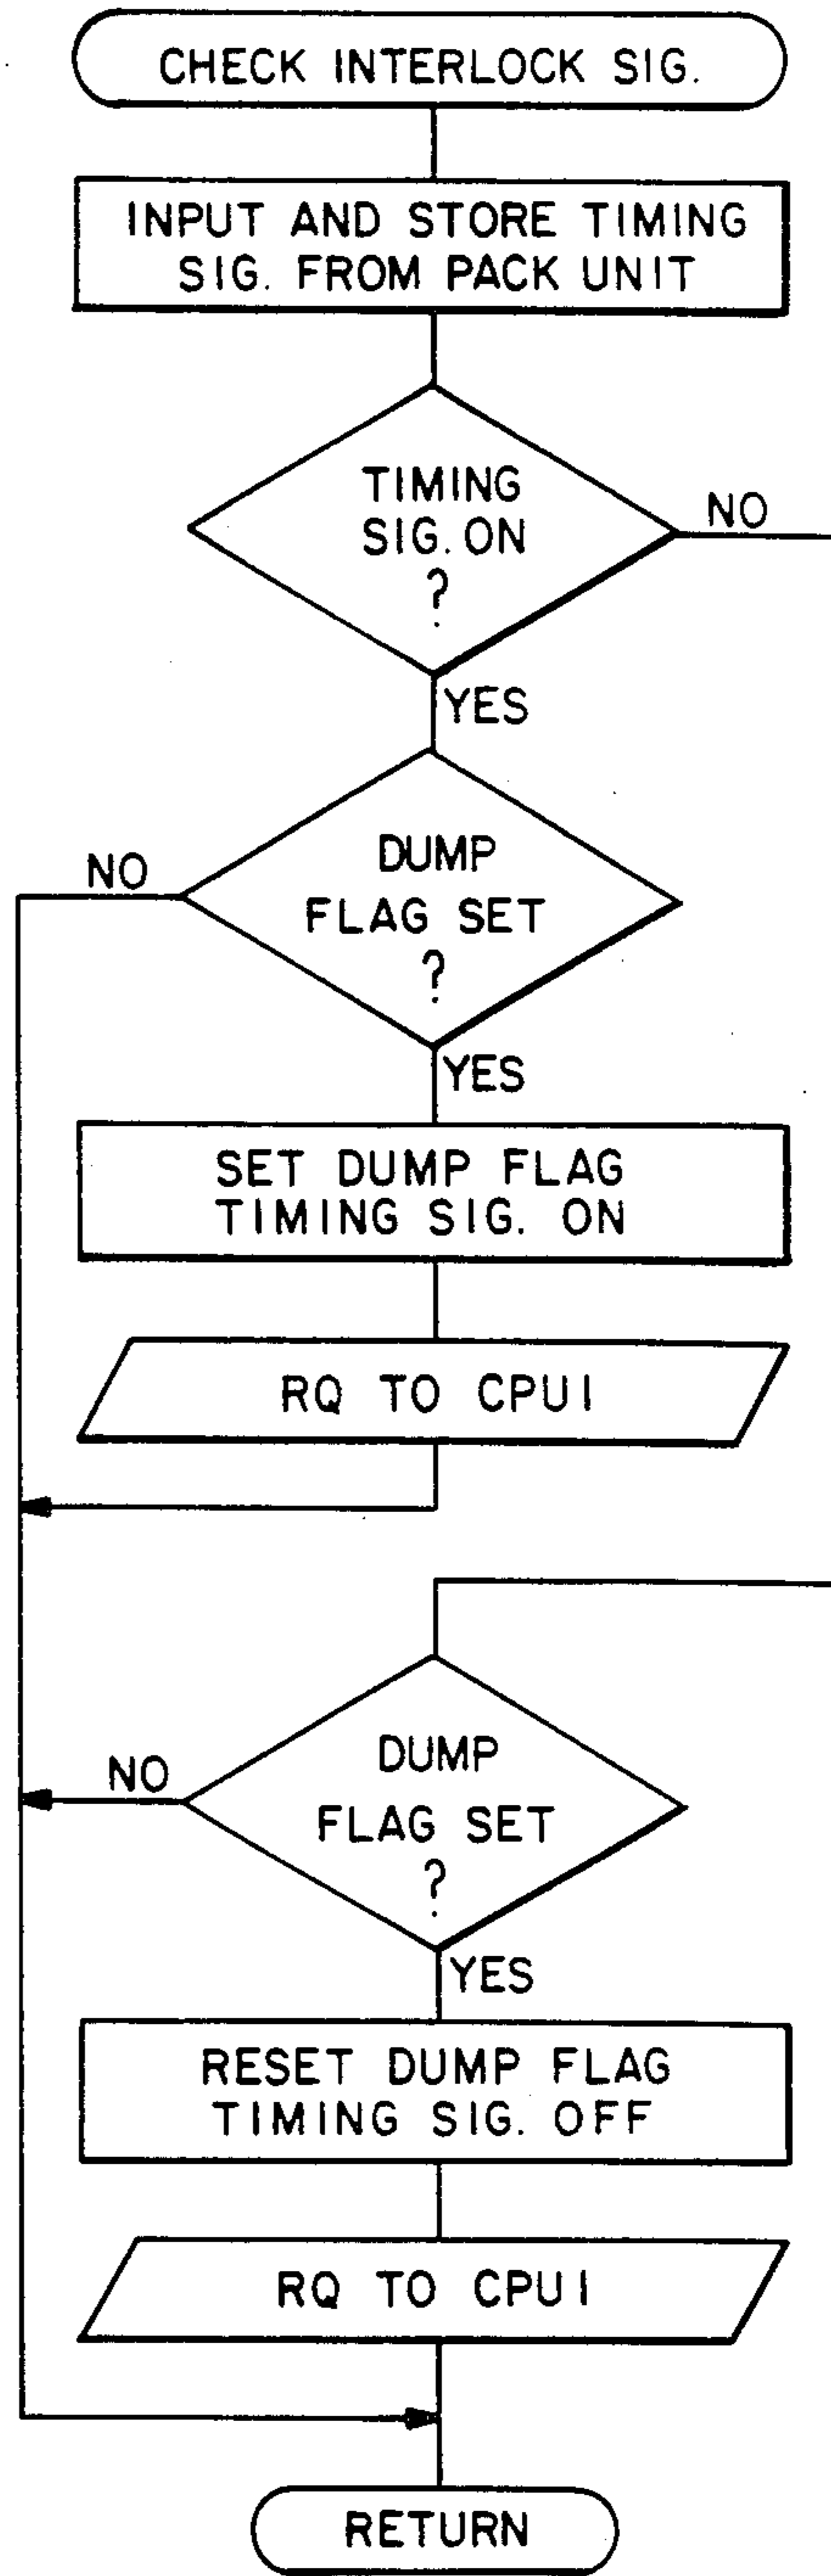 CHECK INTERLOCK SIG.
INPUT AND STORE TIMING
SIG. FROM PACK UNIT
TIMING
SIG. ON
?
NO
YES
DUMP
FLAG SET
?
NO
YES
SET DUMP FLAG
TIMING SIG. ON
RQ TO CPU1
DUMP
FLAG SET
?
NO
YES
RESET DUMP FLAG
TIMING SIG. OFF
RQ TO CPU1
RETURN